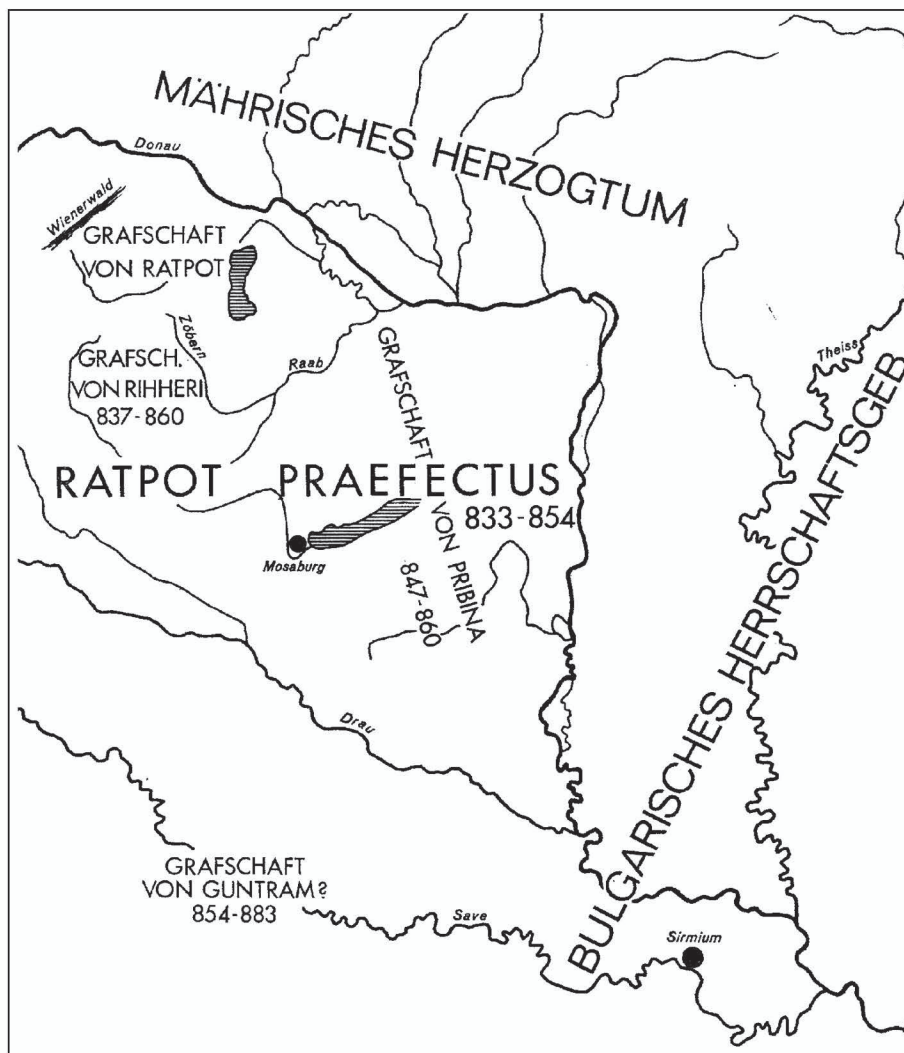 MÄHRISCHES HERZOGTUM
Donau
Wienerwald
GRAFSCHAFT
VON RATPOT
Zöbern
Raab
GRAFSCH.
VON RIHHERI
837-860
GRAFSCHAFT VON PRIBINA
847-860
Theiss
RATPOT PRAEFECTUS
833-854
Mosaburg
BULGARISCHES HERRSCHAFTSGEB
Drau
GRAFSCHAFT
VON GUNTRAM?
854-883
Save
Sirmium